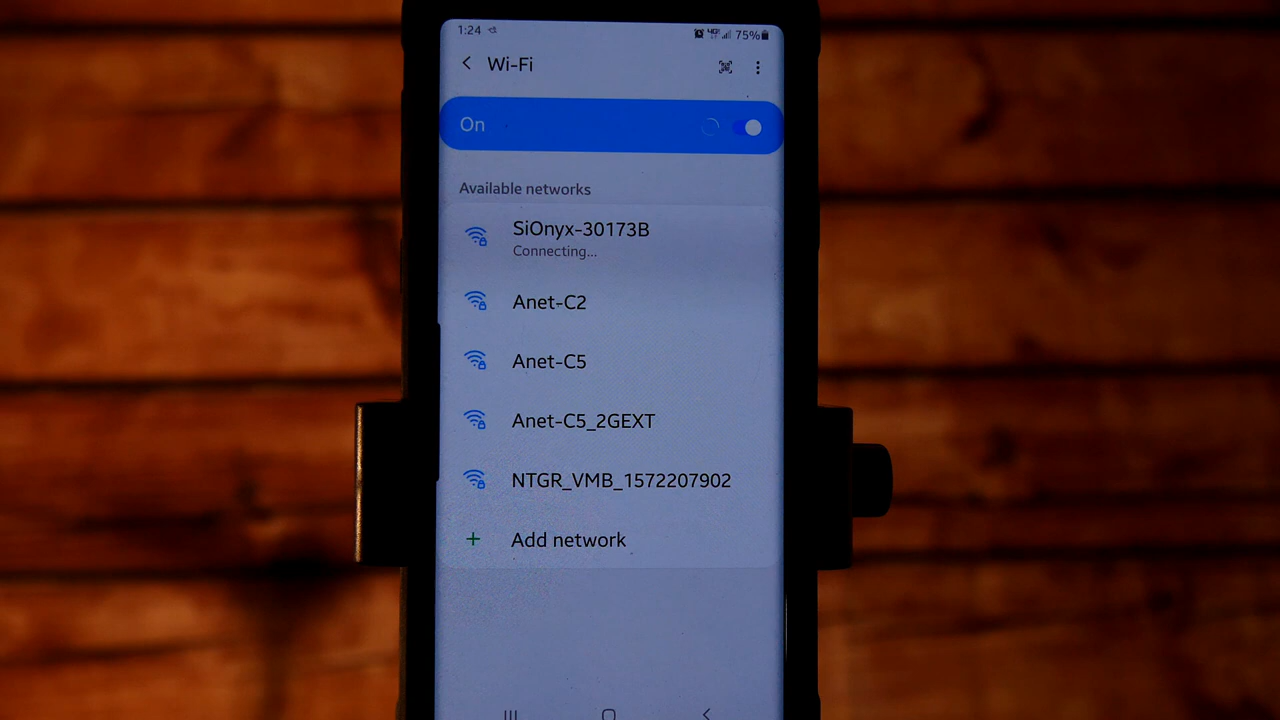 1:24 75%
Wi-Fi
On
Available networks
SiOnyx-30173B
Connecting...
Anet-C2
Anet-C5
Anet-C5_2GEXT
NTGR_VMB_1572207902
+ Add network